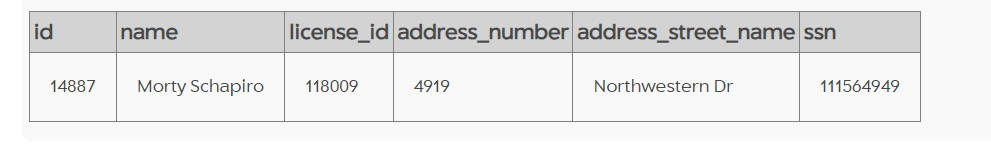 id name license_id address_number address_street_name ssn
14887 Morty Schapiro 118009 4919 Northwestern Dr 111564949